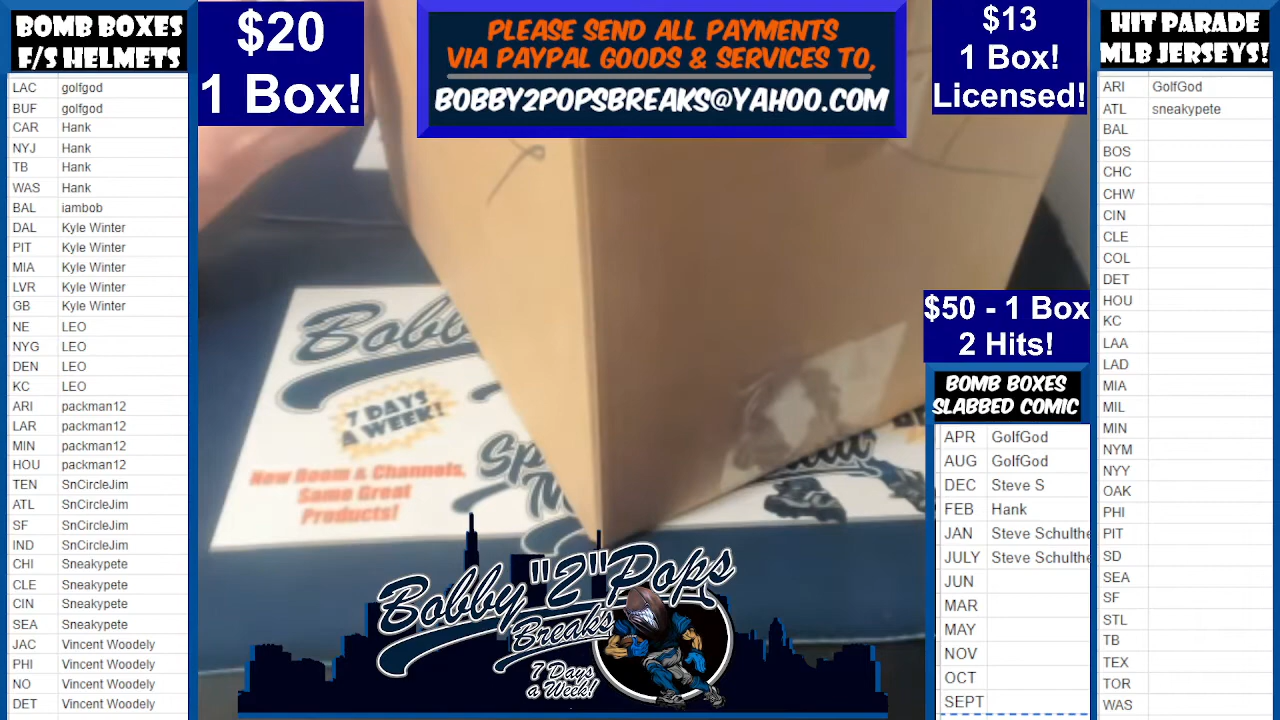 BOMB BOXES
F/S HELMETS
LAC golfgod
BUF golfgod
CAR Hank
NYJ Hank
TB Hank
WAS Hank
BAL iambob
DAL Kyle Winter
PIT Kyle Winter
MIA Kyle Winter
LVR Kyle Winter
GB Kyle Winter
NE LEO
NYG LEO
DEN LEO
KC LEO
ARI packman12
LAR packman12
MIN packman12
HOU packman12
TEN SnCircleJim
ATL SnCircleJim
SF SnCircleJim
IND SnCircleJim
CHI Sneakypete
CLE Sneakypete
CIN Sneakypete
SEA Sneakypete
JAC Vincent Woodely
PHI Vincent Woodely
NO Vincent Woodely
DET Vincent Woodely
$20
1 Box!
PLEASE SEND ALL PAYMENTS
VIA PAYPAL GOODS & SERVICES TO,
BOBBY2POPSBREAKS@YAHOO.COM
7 DAYS
A WEEK!
New Room & Channels,
Same Great
Products!
Bobby "2" Pops
Breaks
7 Days
a Week!
$13
1 Box!
Licensed!
$50 - 1 Box
2 Hits!
BOMB BOXES
SLABBED COMIC
APR GolfGod
AUG GolfGod
DEC Steve S
FEB Hank
JAN Steve Schulthe
JULY Steve Schulthe
JUN
MAR
MAY
NOV
OCT
SEPT
HIT PARADE
MLB JERSEYS!
ARI GolfGod
ATL sneakypete
BAL
BOS
CHC
CHW
CIN
CLE
COL
DET
HOU
KC
LAA
LAD
MIA
MIL
MIN
NYM
NYY
OAK
PHI
PIT
SD
SEA
SF
STL
TB
TEX
TOR
WAS